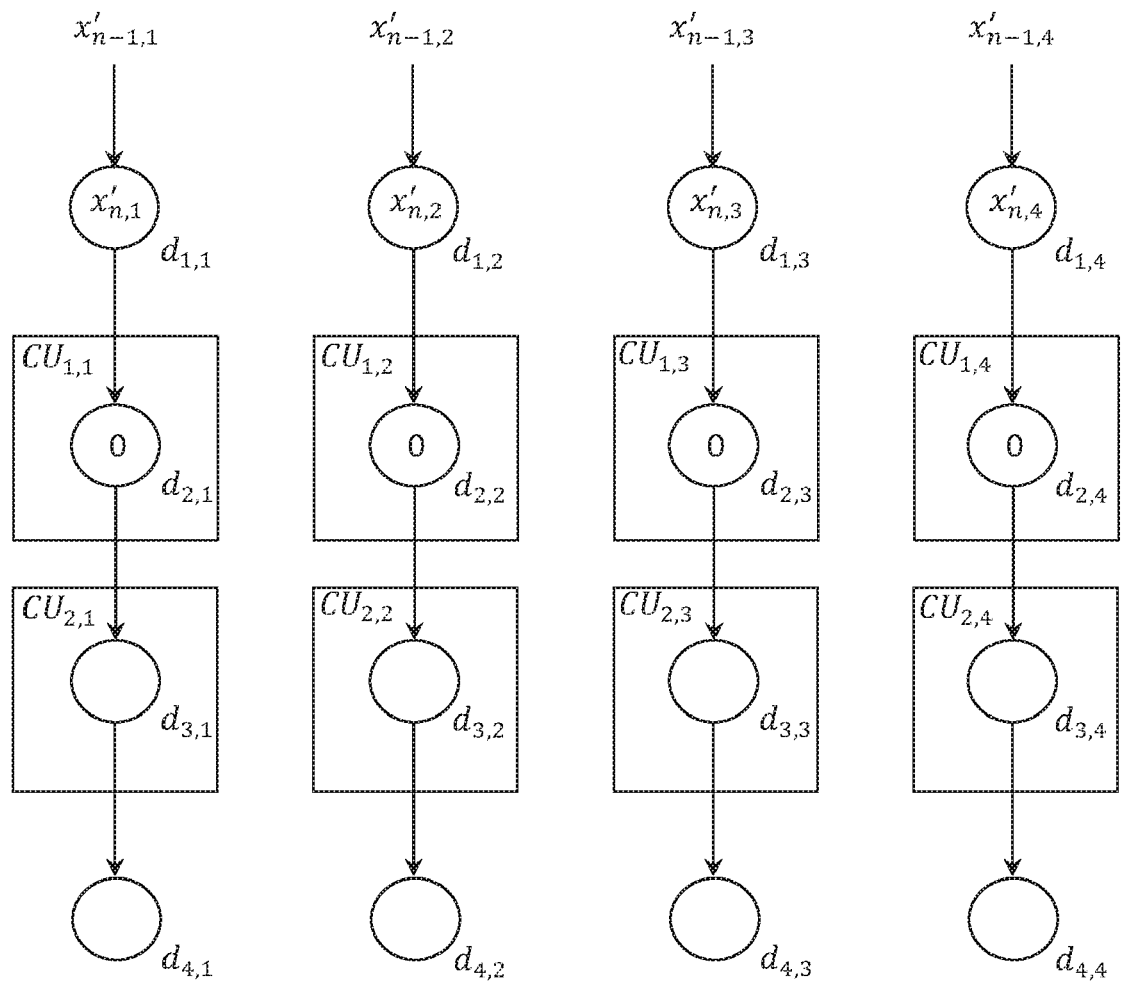 x′n−1,1 x′n−1,2 x′n−1,3 x′n−1,4
x′n,1 x′n,2 x′n,3 x′n,4
d1,1 d1,2 d1,3 d1,4
CU1,1 CU1,2 CU1,3 CU1,4
0 0 0 0
d2,1 d2,2 d2,3 d2,4
CU2,1 CU2,2 CU2,3 CU2,4
d3,1 d3,2 d3,3 d3,4
d4,1 d4,2 d4,3 d4,4